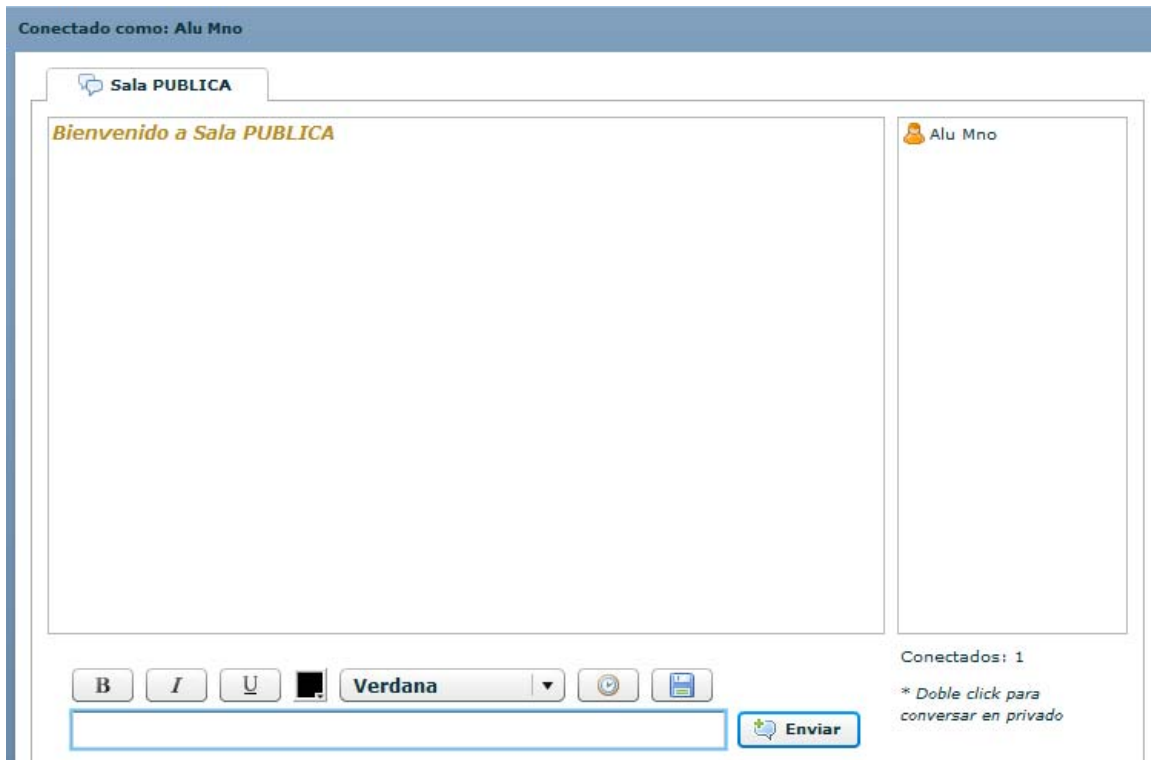 Conectado como: Alu Mno
Sala PUBLICA
Bienvenido a Sala PUBLICA
Alu Mno
Conectados: 1
* Doble click para
conversar en privado
B I U Verdana
Enviar